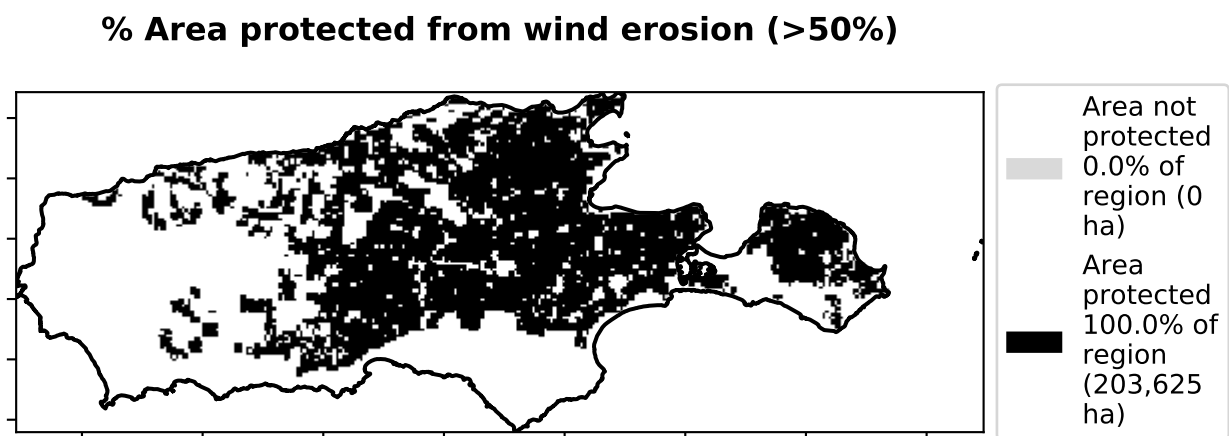 % Area protected from wind erosion (>50%)
Area not
protected
0.0% of
region (0
ha)
Area
protected
100.0% of
region
(203,625
ha)